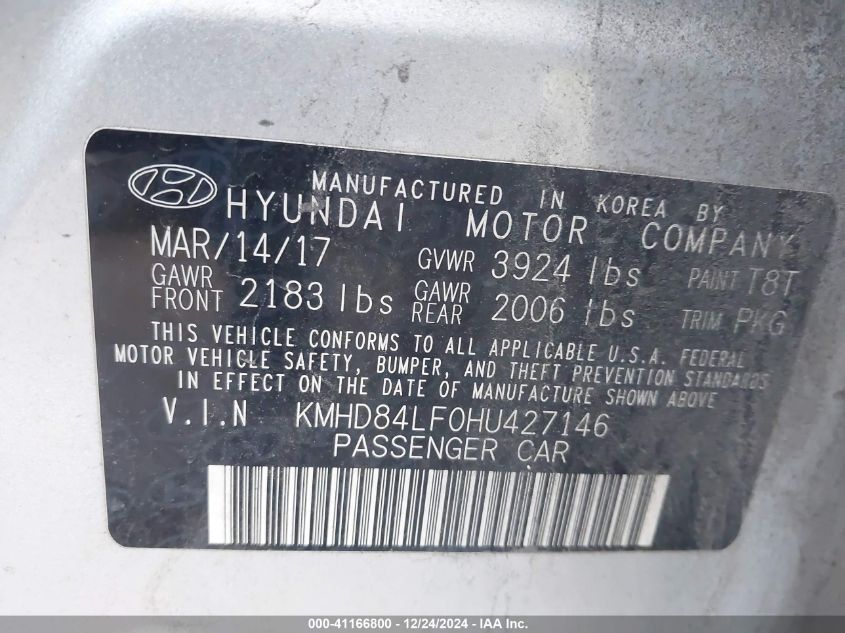 MANUFACTURED IN KOREA BY
HYUNDAI MOTOR COMPANY
MAR/14/17 GVWR 3924 lbs PAINT T8T
GAWR FRONT 2183 lbs GAWR REAR 2006 lbs TRIM PKG
THIS VEHICLE CONFORMS TO ALL APPLICABLE U.S.A. FEDERAL
MOTOR VEHICLE SAFETY, BUMPER, AND THEFT PREVENTION STANDARDS
IN EFFECT ON THE DATE OF MANUFACTURE SHOWN ABOVE
V.I.N KMHD84LF0HU427146
PASSENGER CAR
000-41166800 - 12/24/2024 - IAA Inc.